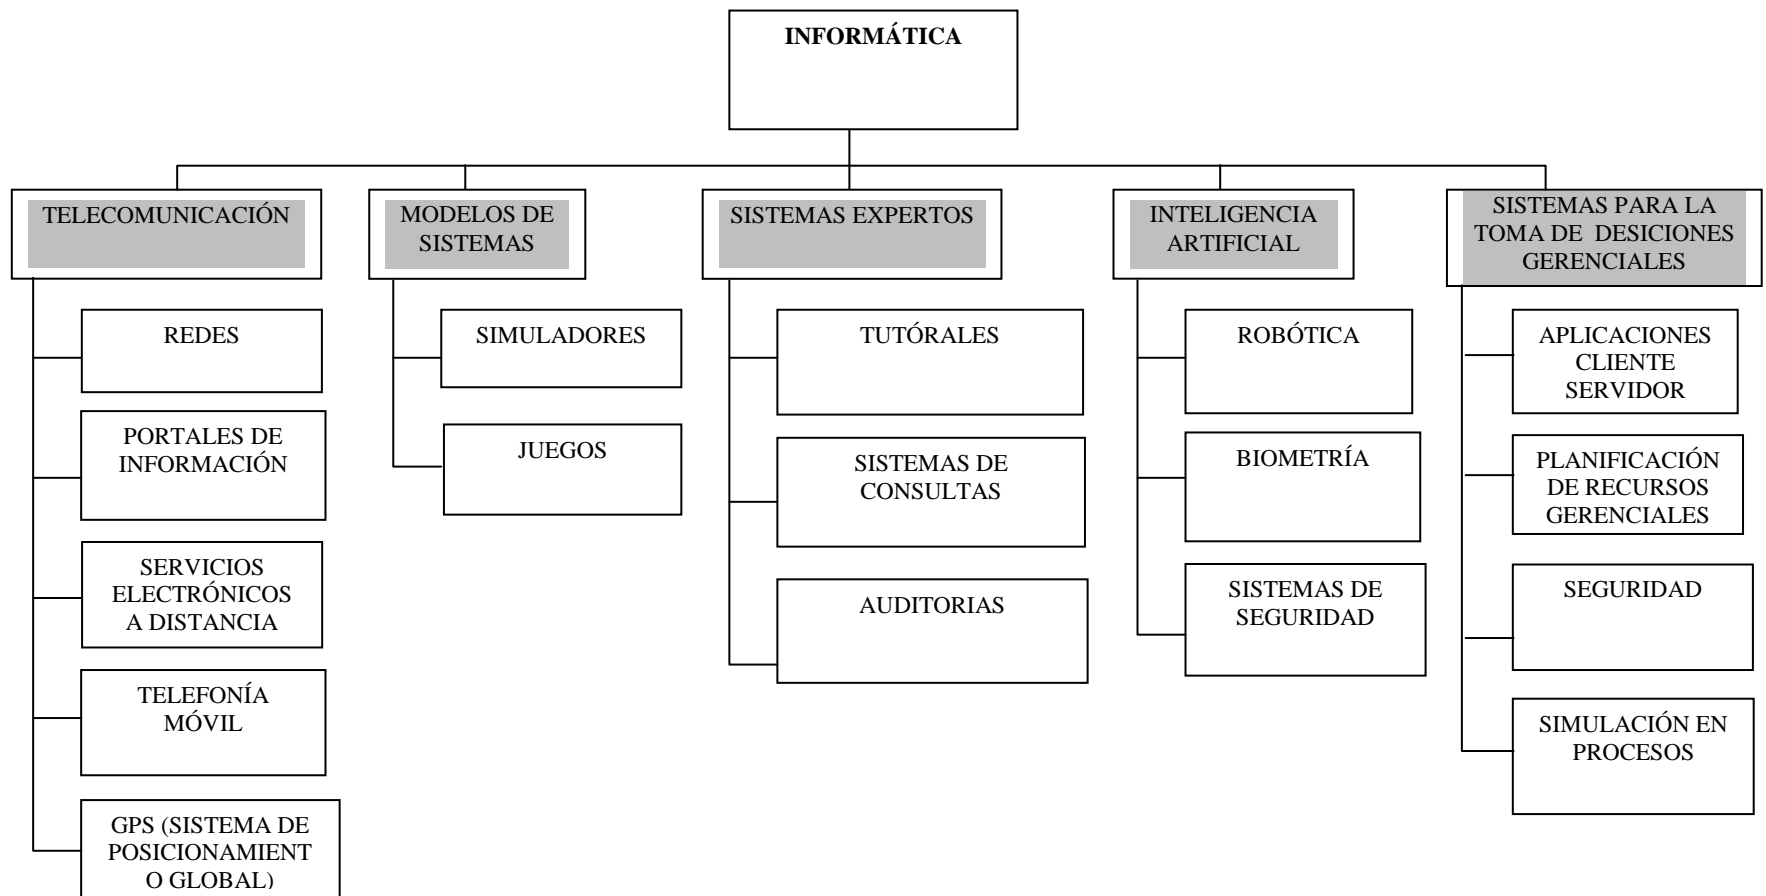 INFORMÁTICA
TELECOMUNICACIÓN
REDES
PORTALES DE
INFORMACIÓN
SERVICIOS
ELECTRÓNICOS
A DISTANCIA
TELEFONÍA
MÓVIL
GPS (SISTEMA DE
POSICIONAMIENT
O GLOBAL)
MODELOS DE
SISTEMAS
SIMULADORES
JUEGOS
SISTEMAS EXPERTOS
TUTÓRALES
SISTEMAS DE
CONSULTAS
AUDITORIAS
INTELIGENCIA
ARTIFICIAL
ROBÓTICA
BIOMETRÍA
SISTEMAS DE
SEGURIDAD
SISTEMAS PARA LA
TOMA DE DESICIONES
GERENCIALES
APLICACIONES
CLIENTE
SERVIDOR
PLANIFICACIÓN
DE RECURSOS
GERENCIALES
SEGURIDAD
SIMULACIÓN EN
PROCESOS